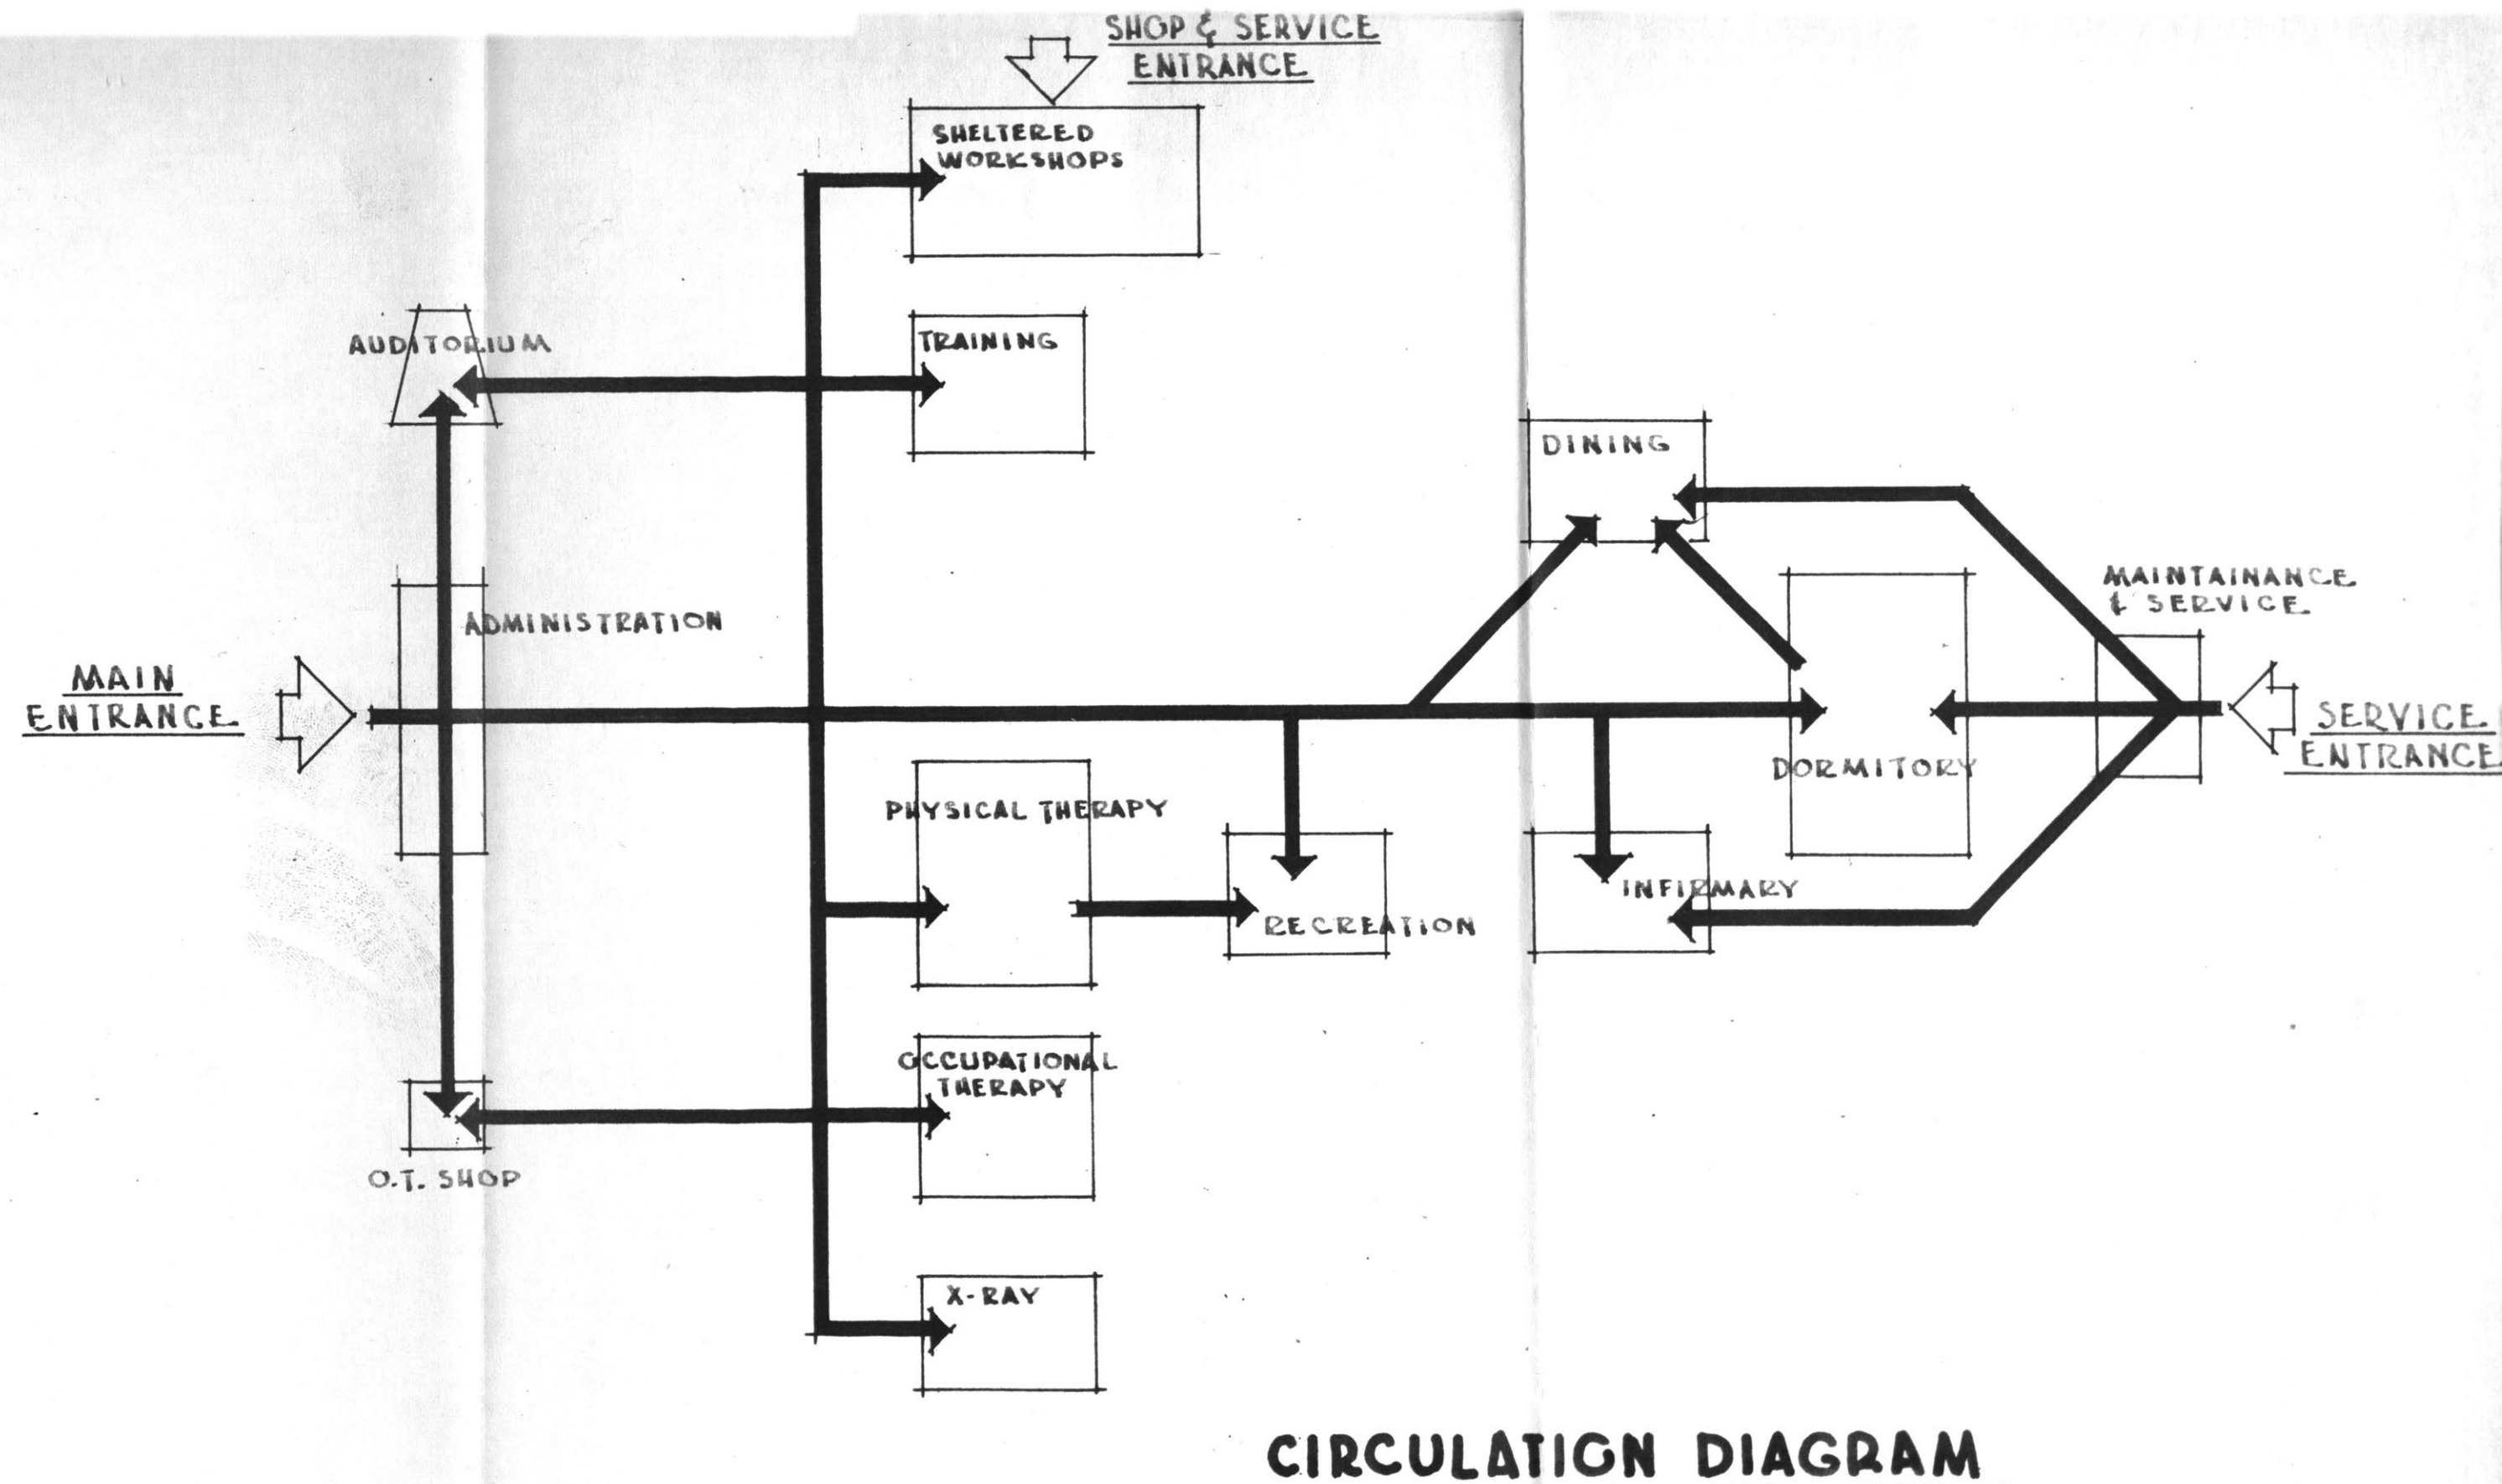 SHOP & SERVICE
ENTRANCE
SHELTERED
WORKSHOPS
AUDITORIUM
TRAINING
DINING
MAINTAINANCE
& SERVICE
ADMINISTRATION
MAIN
ENTRANCE
SERVICE
ENTRANCE
DORMITORY
PHYSICAL THERAPY
INFIRMARY
RECREATION
OCCUPATIONAL
THERAPY
O.T. SHOP
X-RAY
CIRCULATION DIAGRAM